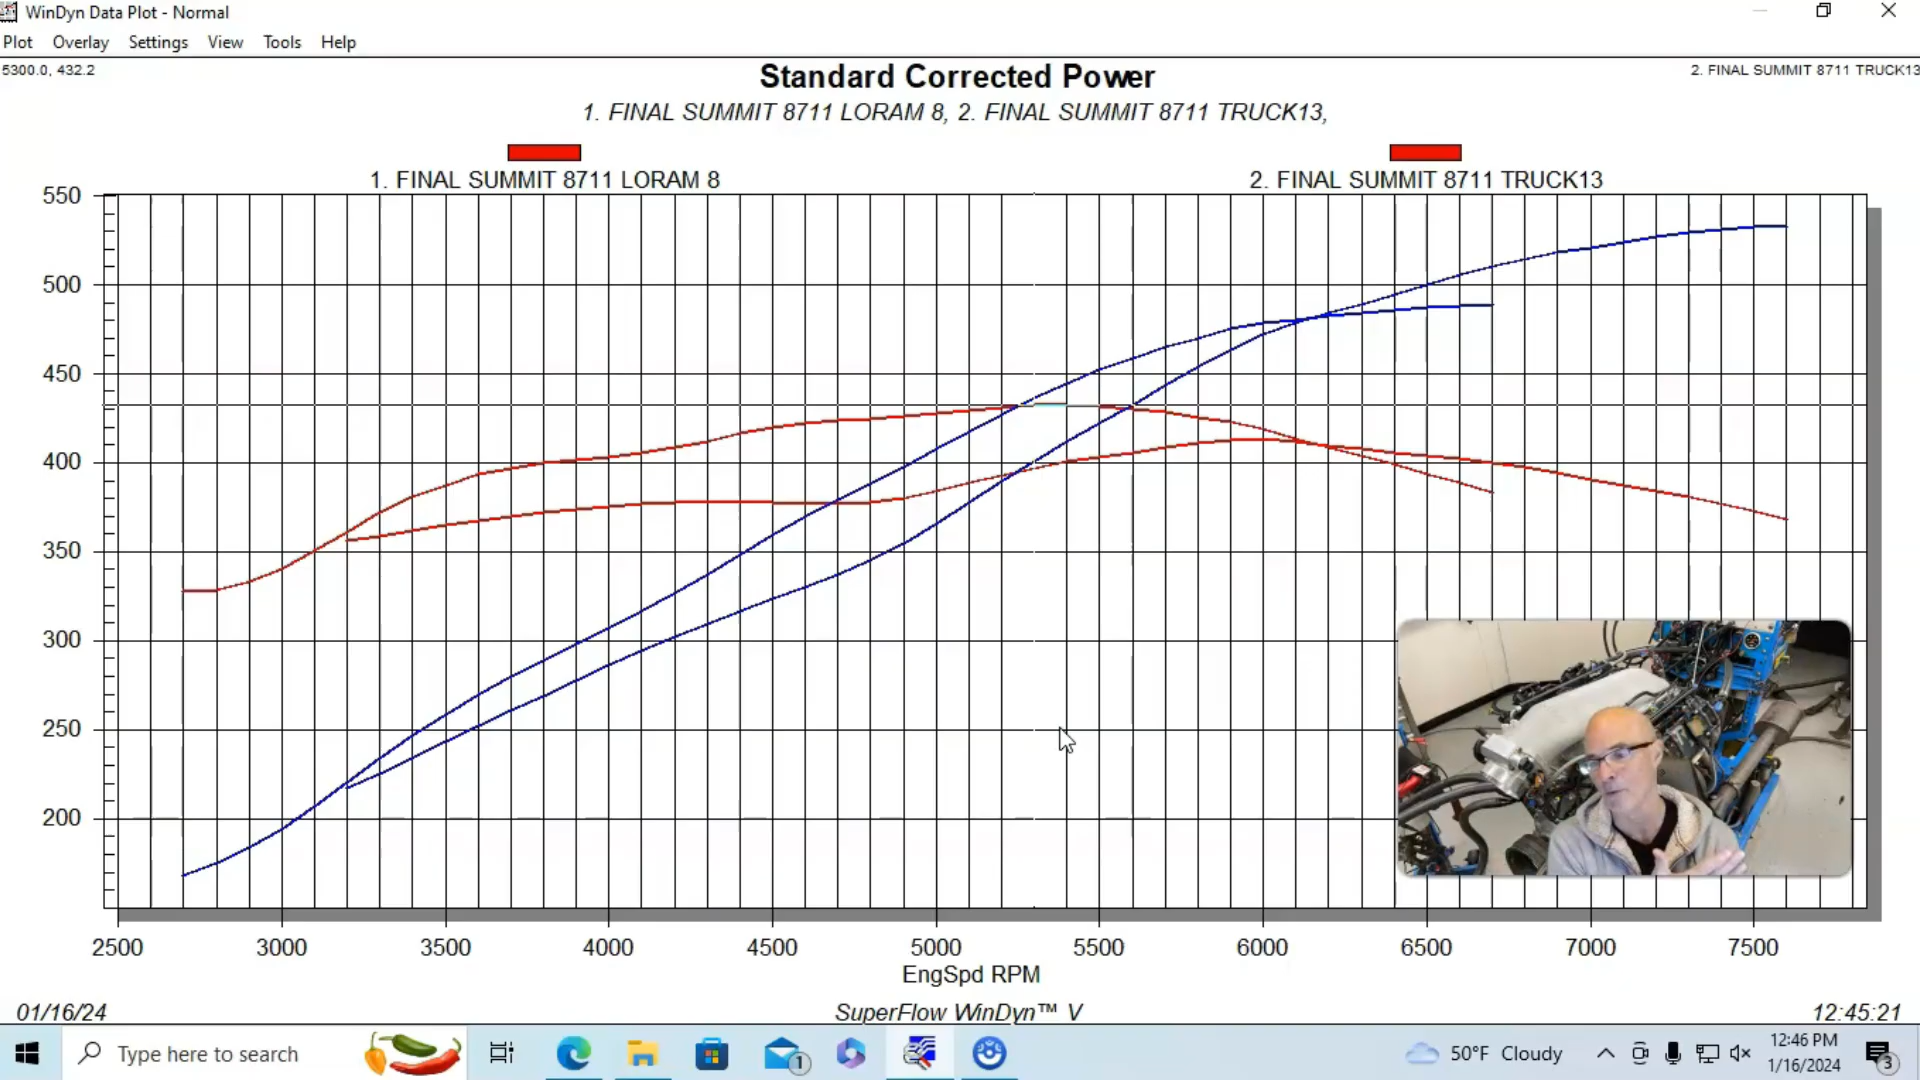 WinDyn Data Plot - Normal
Plot Overlay Settings View Tools Help
5300.0, 432.2
2. FINAL SUMMIT 8711 TRUCK13
Standard Corrected Power
1. FINAL SUMMIT 8711 LORAM 8, 2. FINAL SUMMIT 8711 TRUCK13,
1. FINAL SUMMIT 8711 LORAM 8
2. FINAL SUMMIT 8711 TRUCK13
550
500
450
400
350
300
250
200
2500 3000 3500 4000 4500 5000 5500 6000 6500 7000 7500
EngSpd RPM
01/16/24
SuperFlow WinDyn™ V
12:45:21
Type here to search
1
50°F Cloudy
12:46 PM
1/16/2024
3